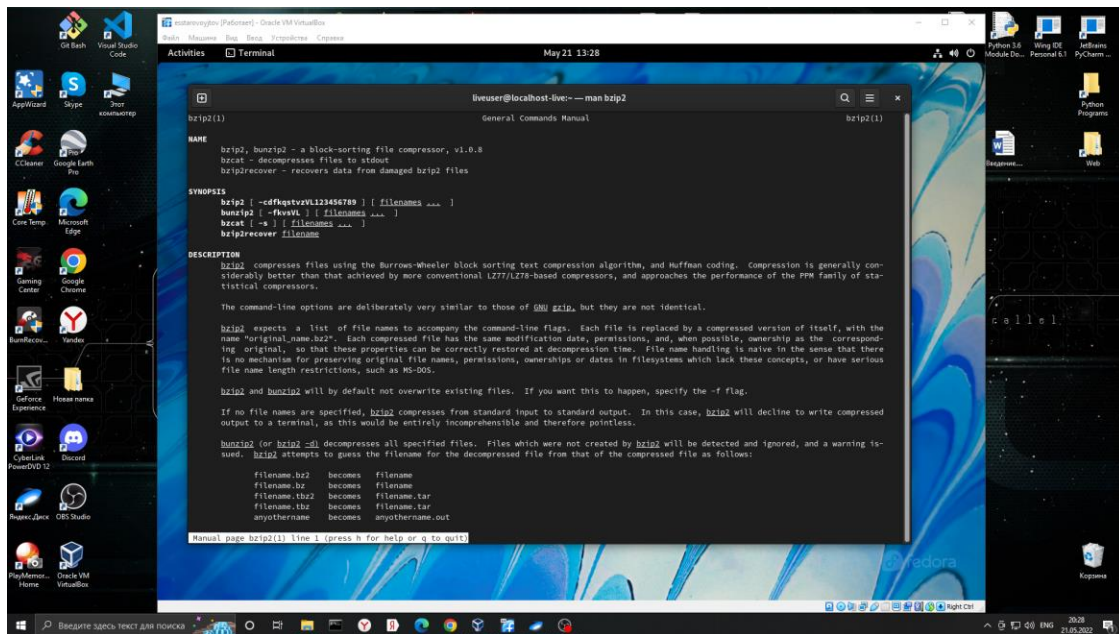 esstarovoyjtov [Работает] - Oracle VM VirtualBox
Файл Машина Вид Ввод Устройства Справка
Activities Terminal May 21 13:28
liveuser@localhost-live:~ — man bzip2
bzip2(1) General Commands Manual bzip2(1)
NAME
bzip2, bunzip2 - a block-sorting file compressor, v1.0.8
bzcat - decompresses files to stdout
bzip2recover - recovers data from damaged bzip2 files
SYNOPSIS
bzip2 [ -cdfkqstvzVL123456789 ] [ filenames ... ]
bunzip2 [ -fkvsVL ] [ filenames ... ]
bzcat [ -s ] [ filenames ... ]
bzip2recover filename
DESCRIPTION
bzip2 compresses files using the Burrows-Wheeler block sorting text compression algorithm, and Huffman coding. Compression is generally con-
siderably better than that achieved by more conventional LZ77/LZ78-based compressors, and approaches the performance of the PPM family of sta-
tistical compressors.
The command-line options are deliberately very similar to those of GNU gzip, but they are not identical.
bzip2 expects a list of file names to accompany the command-line flags. Each file is replaced by a compressed version of itself, with the
name "original_name.bz2". Each compressed file has the same modification date, permissions, and, when possible, ownership as the correspond-
ing original, so that these properties can be correctly restored at decompression time. File name handling is naive in the sense that there
is no mechanism for preserving original file names, permissions, ownerships or dates in filesystems which lack these concepts, or have serious
file name length restrictions, such as MS-DOS.
bzip2 and bunzip2 will by default not overwrite existing files. If you want this to happen, specify the -f flag.
If no file names are specified, bzip2 compresses from standard input to standard output. In this case, bzip2 will decline to write compressed
output to a terminal, as this would be entirely incomprehensible and therefore pointless.
bunzip2 (or bzip2 -d) decompresses all specified files. Files which were not created by bzip2 will be detected and ignored, and a warning is-
sued. bzip2 attempts to guess the filename for the decompressed file from that of the compressed file as follows:
filename.bz2 becomes filename
filename.bz becomes filename
filename.tbz2 becomes filename.tar
filename.tbz becomes filename.tar
anyothername becomes anyothername.out
Manual page bzip2(1) line 1 (press h for help or q to quit)
fedora
Right Ctrl
Git Bash
Visual Studio
Code
AppWizard
Skype
Этот
компьютер
CCleaner
Google Earth
Pro
Core Temp
Microsoft
Edge
Gaming
Center
Google
Chrome
BurnRecov...
Yandex
GeForce
Experience
Новая папка
CyberLink
PowerDVD 12
Discord
Яндекс.Диск
OBS Studio
PlayMemor...
Home
Oracle VM
VirtualBox
Python 3.6
Module Do...
Wing IDE
Personal 6.1
JetBrains
PyCharm ...
Python
Programs
Введение...
Web
Корзина
Введите здесь текст для поиска
ENG
20:28
21.05.2022